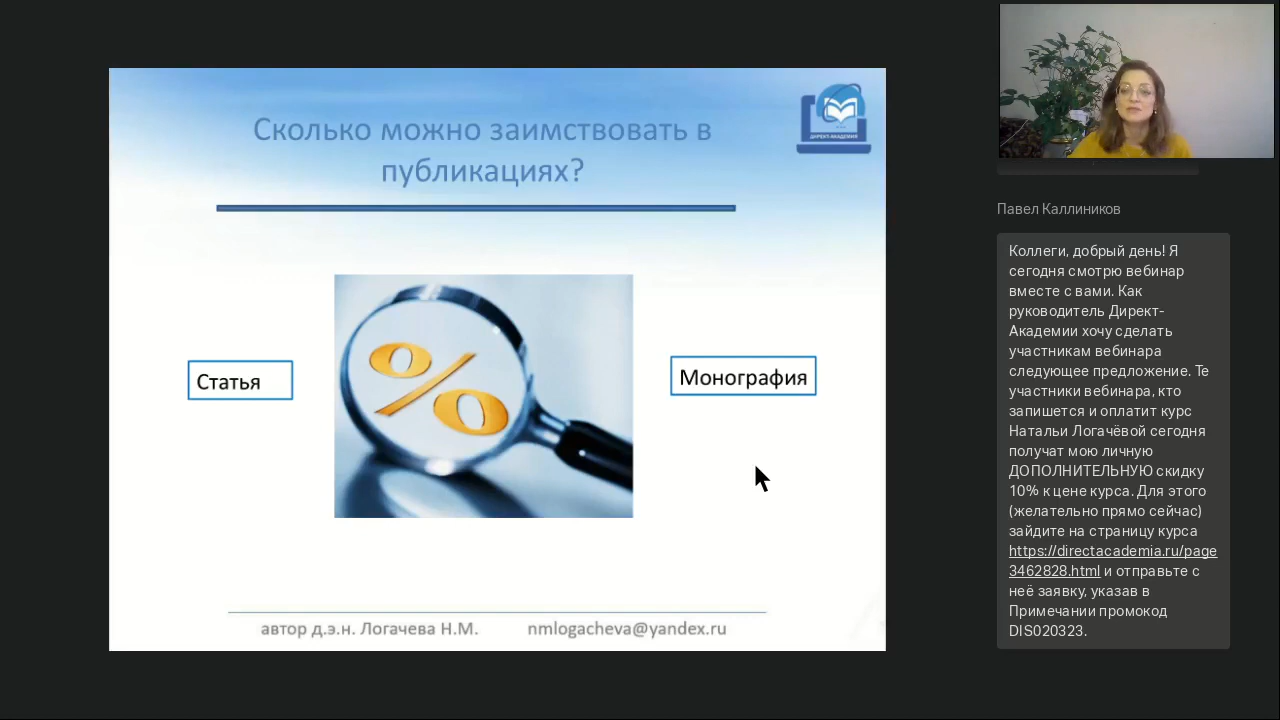 Сколько можно заимствовать в
публикациях?
ДИРЕКТ-АКАДЕМИЯ
Статья
%
Монография
автор д.э.н. Логачева Н.М. nmlogacheva@yandex.ru
Павел Каллиников
Коллеги, добрый день! Я
сегодня смотрю вебинар
вместе с вами. Как
руководитель Директ-
Академии хочу сделать
участникам вебинара
следующее предложение. Те
участники вебинара, кто
запишется и оплатит курс
Натальи Логачёвой сегодня
получат мою личную
ДОПОЛНИТЕЛЬНУЮ скидку
10% к цене курса. Для этого
(желательно прямо сейчас)
зайдите на страницу курса
https://directacademia.ru/page
3462828.html и отправьте с
неё заявку, указав в
Примечании промокод
DIS020323.